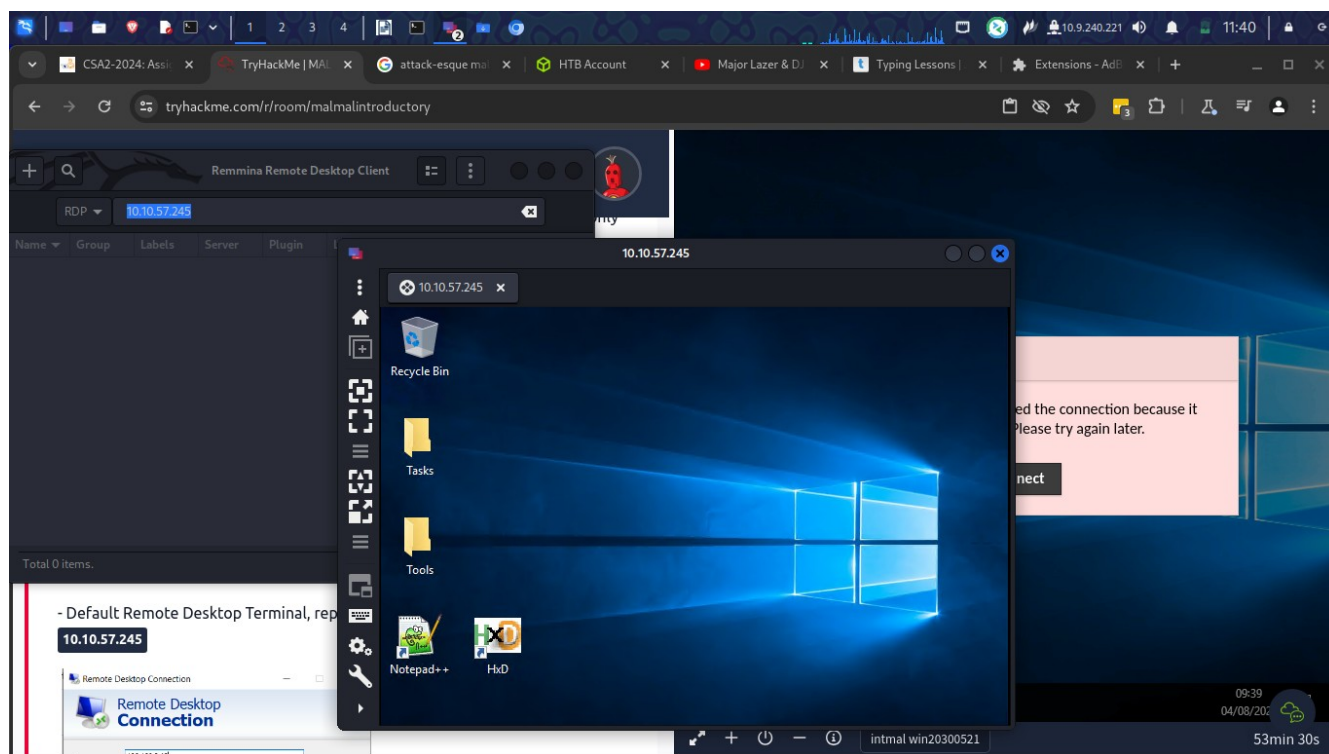 1 2 3 4 2 10.9.240.221 11:40
CSA2-2024: Assi TryHackMe | MAL attack-esque ma HTB Account Major Lazer & D Typing Lessons | Extensions - AdB
tryhackme.com/r/room/malmalintroductory 3
Remmina Remote Desktop Client
RDP 10.10.57.245
Name Group Labels Server Plugin L
10.10.57.245
10.10.57.245
Recycle Bin
Tasks
Tools
Notepad++ HxD
ed the connection because it
Please try again later.
nect
Total 0 items.
- Default Remote Desktop Terminal, rep
10.10.57.245
Remote Desktop Connection
Remote Desktop
Connection
09:39
04/08/202
intmal win20300521 53min 30s